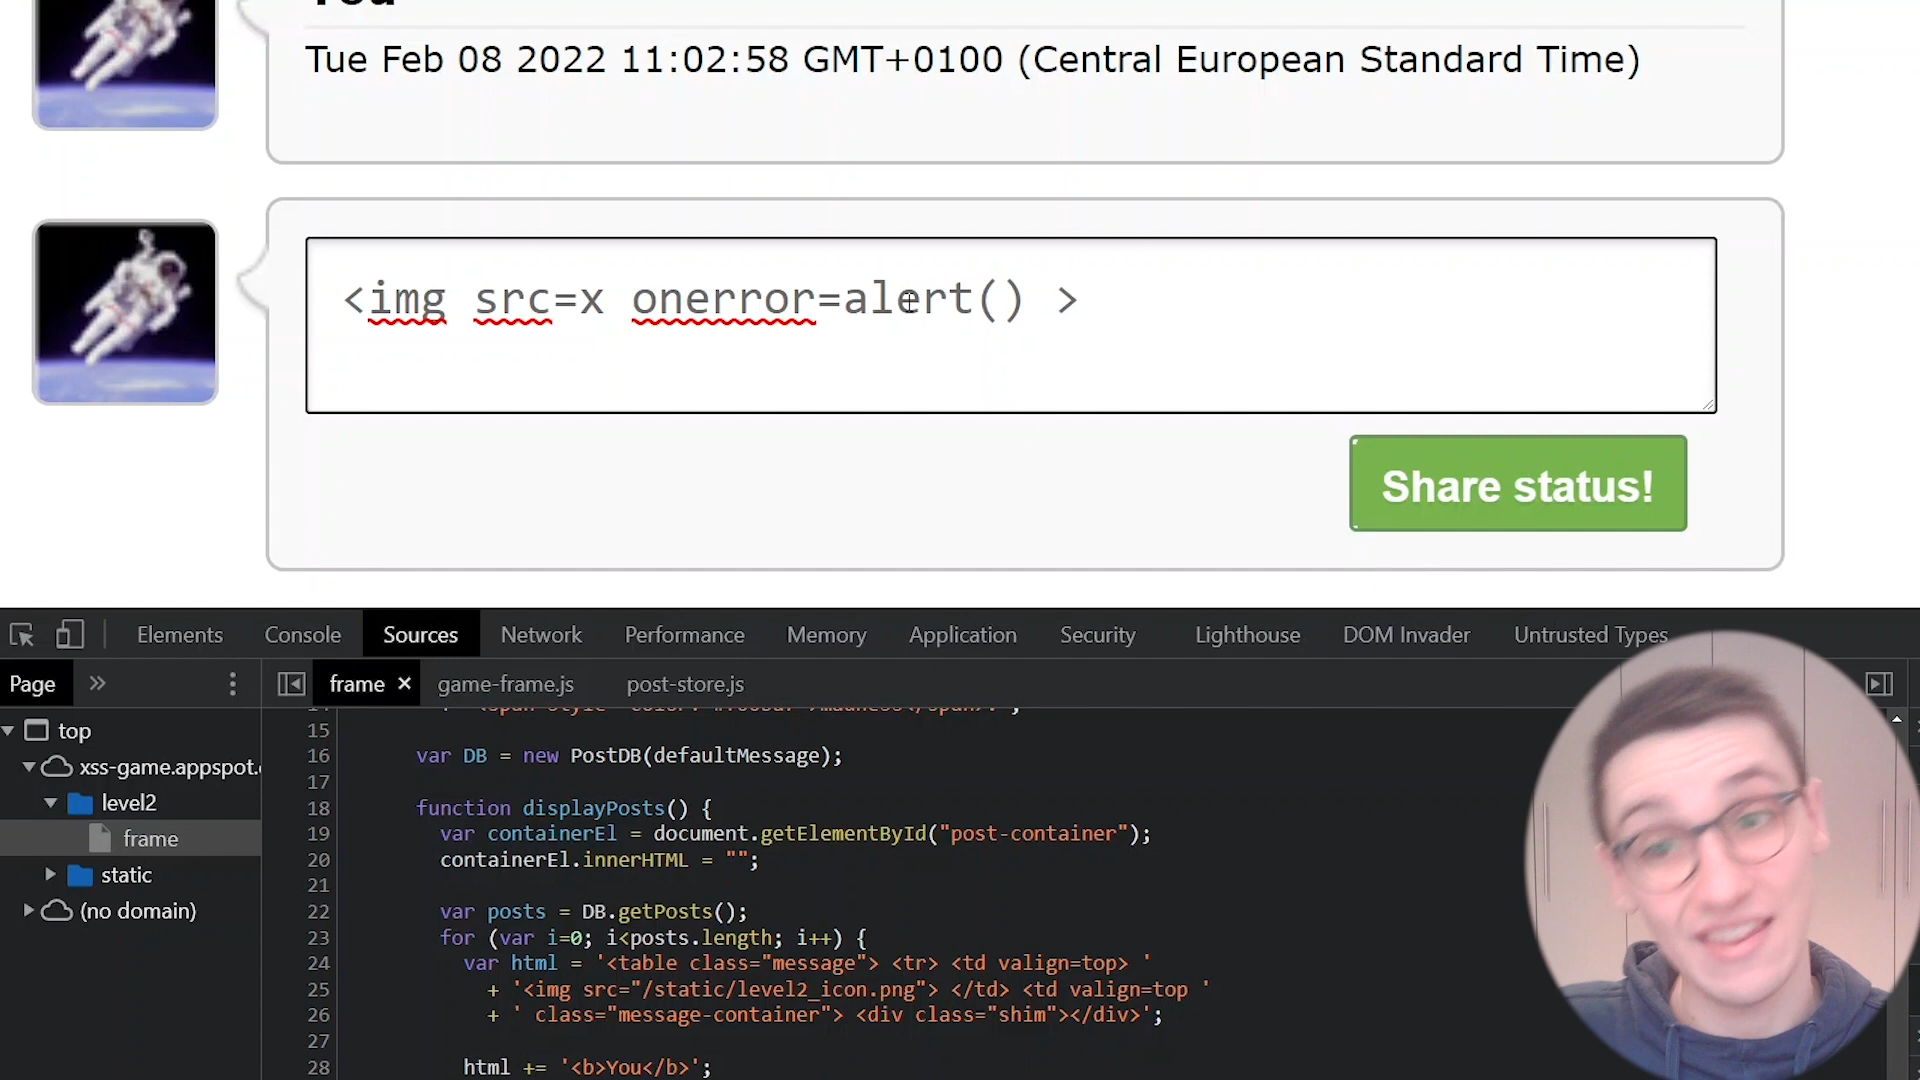 You
Tue Feb 08 2022 11:02:58 GMT+0100 (Central European Standard Time)
<img src=x onerror=alert() >
Share status!
Elements Console Sources Network Performance Memory Application Security Lighthouse DOM Invader Untrusted Types
Page » frame × game-frame.js post-store.js
top
xss-game.appspot.
level2
frame
static
(no domain)
15
16 var DB = new PostDB(defaultMessage);
17
18 function displayPosts() {
19 var containerEl = document.getElementById("post-container");
20 containerEl.innerHTML = "";
21
22 var posts = DB.getPosts();
23 for (var i=0; i<posts.length; i++) {
24 var html = '<table class="message"> <tr> <td valign=top> '
25 + '<img src="/static/level2_icon.png"> </td> <td valign=top '
26 + ' class="message-container"> <div class="shim"></div>';
27
28 html += '<b>You</b>';